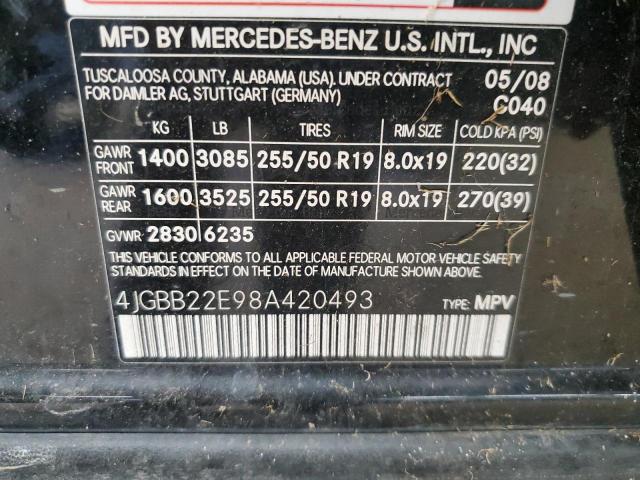 MFD BY MERCEDES-BENZ U.S. INTL., INC
TUSCALOOSA COUNTY, ALABAMA (USA). UNDER CONTRACT 05/08
FOR DAIMLER AG, STUTTGART (GERMANY) C040
KG LB TIRES RIM SIZE COLD KPA (PSI)
GAWR FRONT 1400 3085 255/50 R19 8.0x19 220(32)
GAWR REAR 1600 3525 255/50 R19 8.0x19 270(39)
GVWR 2830 6235
THIS VEHICLE CONFORMS TO ALL APPLICABLE FEDERAL MOTOR VEHICLE SAFETY
STANDARDS IN EFFECT ON THE DATE OF MANUFACTURE SHOWN ABOVE.
4JGBB22E98A420493 TYPE: MPV